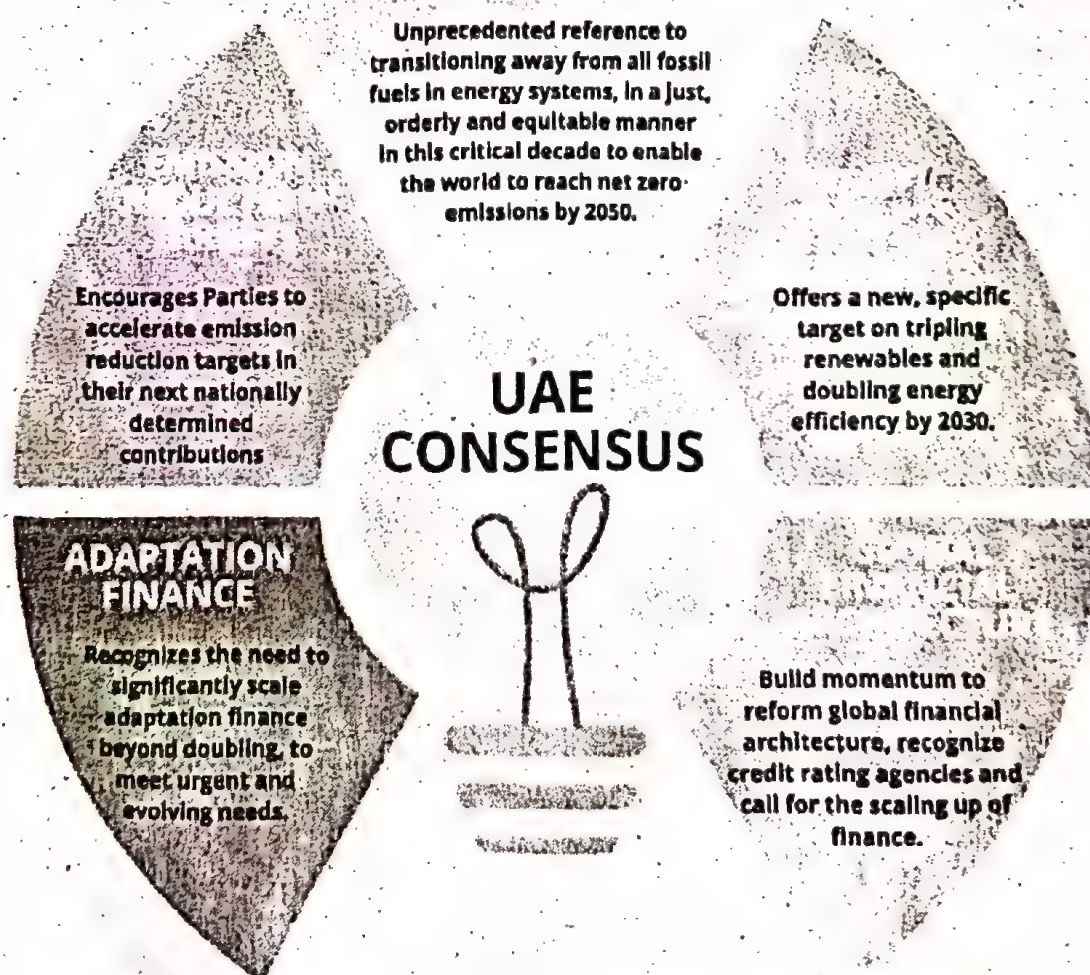 Unprecedented reference to
transitioning away from all fossil
fuels in energy systems, in a just,
orderly and equitable manner
in this critical decade to enable
the world to reach net zero
emissions by 2050.
Encourages Parties to
accelerate emission
reduction targets in
their next nationally
determined
contributions
Offers a new, specific
target on tripling
renewables and
doubling energy
efficiency by 2030.
UAE
CONSENSUS
ADAPTATION
FINANCE
Recognizes the need to
significantly scale
adaptation finance
beyond doubling, to
meet urgent and
evolving needs.
Build momentum to
reform global financial
architecture, recognize
credit rating agencies and
call for the scaling up of
finance.